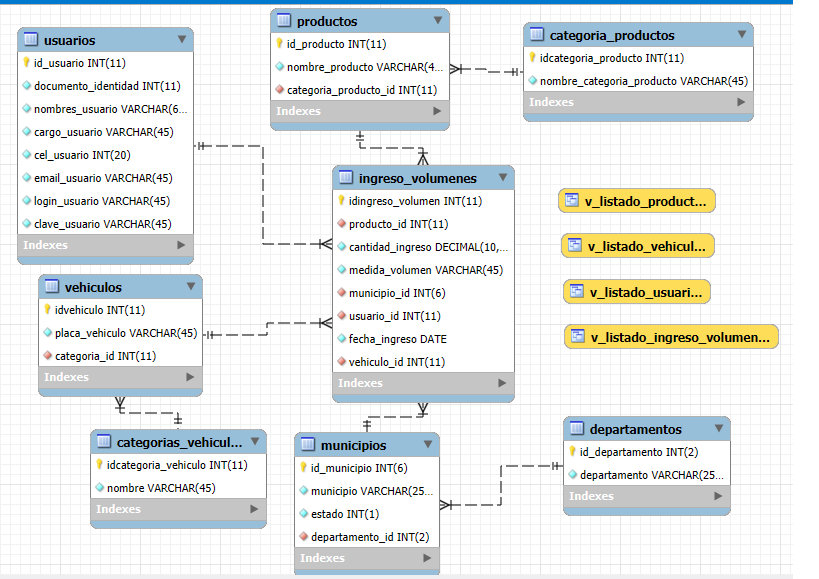 usuarios
id_usuario INT(11)
documento_identidad INT(11)
nombres_usuario VARCHAR(6...
cargo_usuario VARCHAR(45)
cel_usuario INT(20)
email_usuario VARCHAR(45)
login_usuario VARCHAR(45)
clave_usuario VARCHAR(45)
Indexes
productos
id_producto INT(11)
nombre_producto VARCHAR(4...
categoria_producto_id INT(11)
Indexes
categoria_productos
idcategoria_producto INT(11)
nombre_categoria_producto VARCHAR(45)
Indexes
ingreso_volumenes
idingreso_volumen INT(11)
producto_id INT(11)
cantidad_ingreso DECIMAL(10,...
medida_volumen VARCHAR(45)
municipio_id INT(6)
usuario_id INT(11)
fecha_ingreso DATE
vehiculo_id INT(11)
Indexes
v_listado_product...
v_listado_vehicul...
v_listado_usuari...
v_listado_ingreso_volumen...
vehiculos
idvehiculo INT(11)
placa_vehiculo VARCHAR(45)
categoria_id INT(11)
Indexes
categorias_vehicul...
idcategoria_vehiculo INT(11)
nombre VARCHAR(45)
Indexes
municipios
id_municipio INT(6)
municipio VARCHAR(25...
estado INT(1)
departamento_id INT(2)
Indexes
departamentos
id_departamento INT(2)
departamento VARCHAR(25...
Indexes